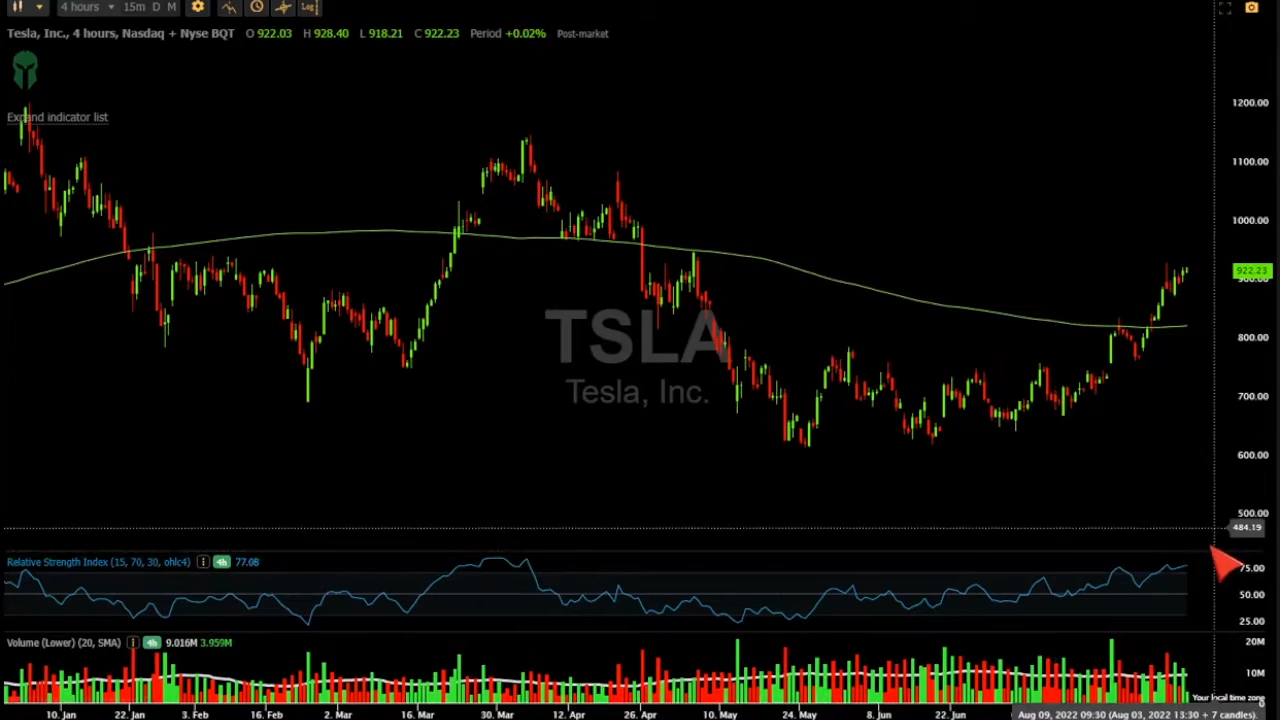 4 hours 15m D M Log
Tesla, Inc., 4 hours, Nasdaq + Nyse BQT O 922.03 H 928.40 L 918.21 C 922.23 Period +0.02% Post-market
Expand indicator list
1200.00
1100.00
1000.00
922.23
900.00
800.00
700.00
600.00
500.00
484.19
TSLA
Tesla, Inc.
Relative Strength Index (15, 70, 30, ohlc4) 4h 77.08
75.00
50.00
25.00
Volume (Lower) (20, SMA) 4h 9.016M 3.959M
20M
10M
Your local time zone
10. Jan 22. Jan 3. Feb 16. Feb 2. Mar 16. Mar 30. Mar 12. Apr 26. Apr 10. May 24. May 8. Jun 22. Jun Aug 09, 2022 09:30 (Aug 03, 2022 13:30 + 7 candles).